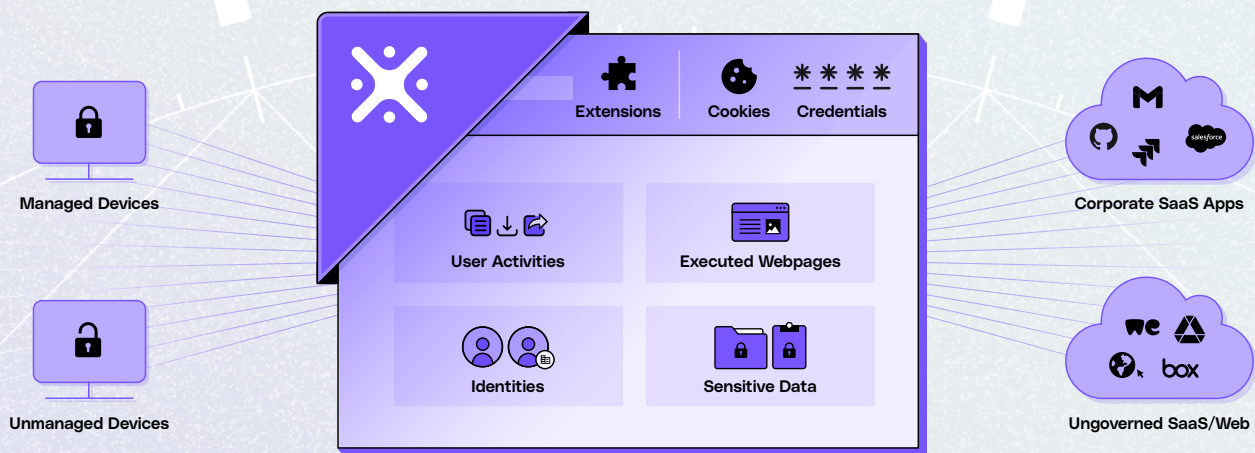 Extensions
Cookies
Credentials
Managed Devices
Unmanaged Devices
User Activities
Executed Webpages
Identities
Sensitive Data
salesforce
Corporate SaaS Apps
we
box
Ungoverned SaaS/Web